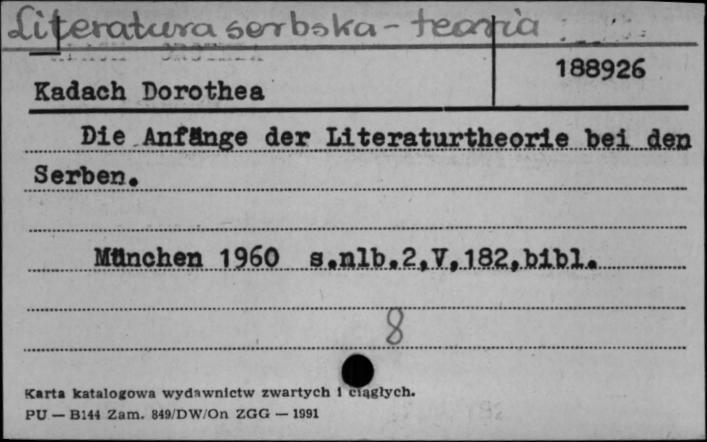 Literatura serbska - teoria
188926
Kadach Dorothea
Die Anfänge der Literaturtheorie bei den
Serben.
München 1960 s.nlb.2,V,182,bibl.
8
Karta katalogowa wydawnictw zwartych i ciągłych.
PU — B144 Zam. 849/DW/On ZGG — 1991